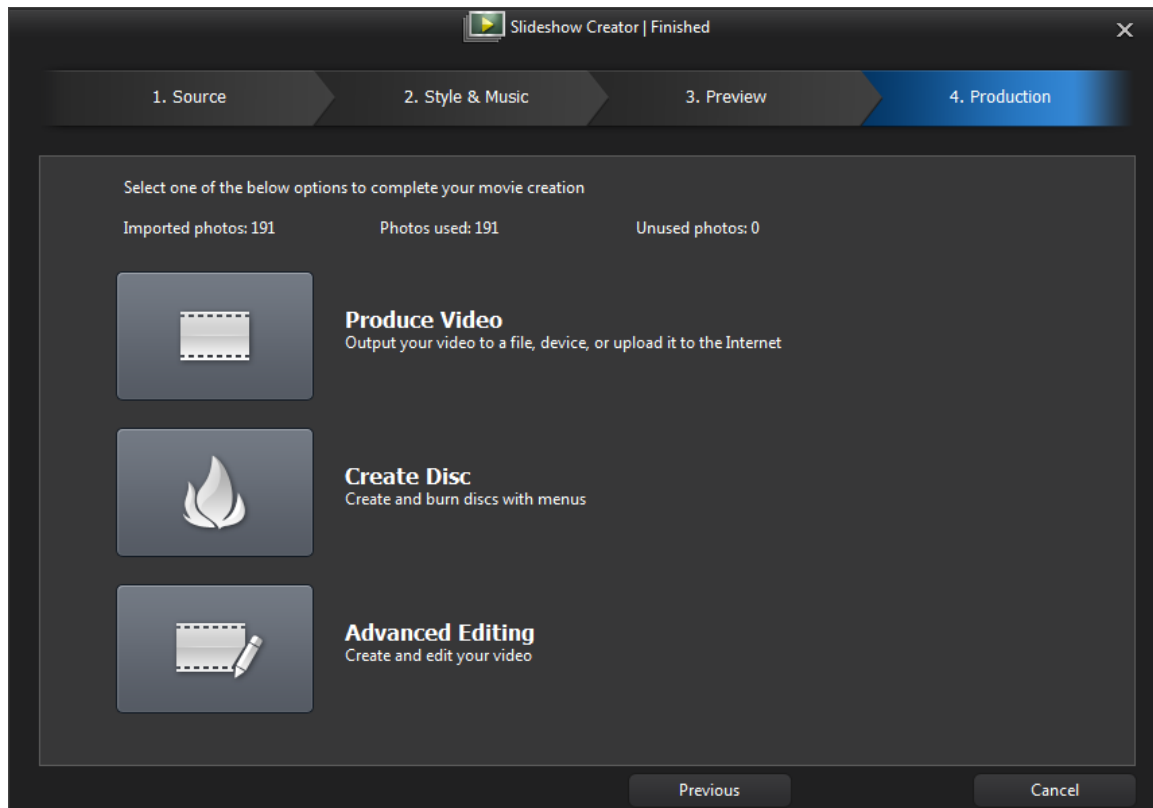 Slideshow Creator | Finished
1. Source
2. Style & Music
3. Preview
4. Production
Select one of the below options to complete your movie creation
Imported photos: 191
Photos used: 191
Unused photos: 0
Produce Video
Output your video to a file, device, or upload it to the Internet
Create Disc
Create and burn discs with menus
Advanced Editing
Create and edit your video
Previous
Cancel